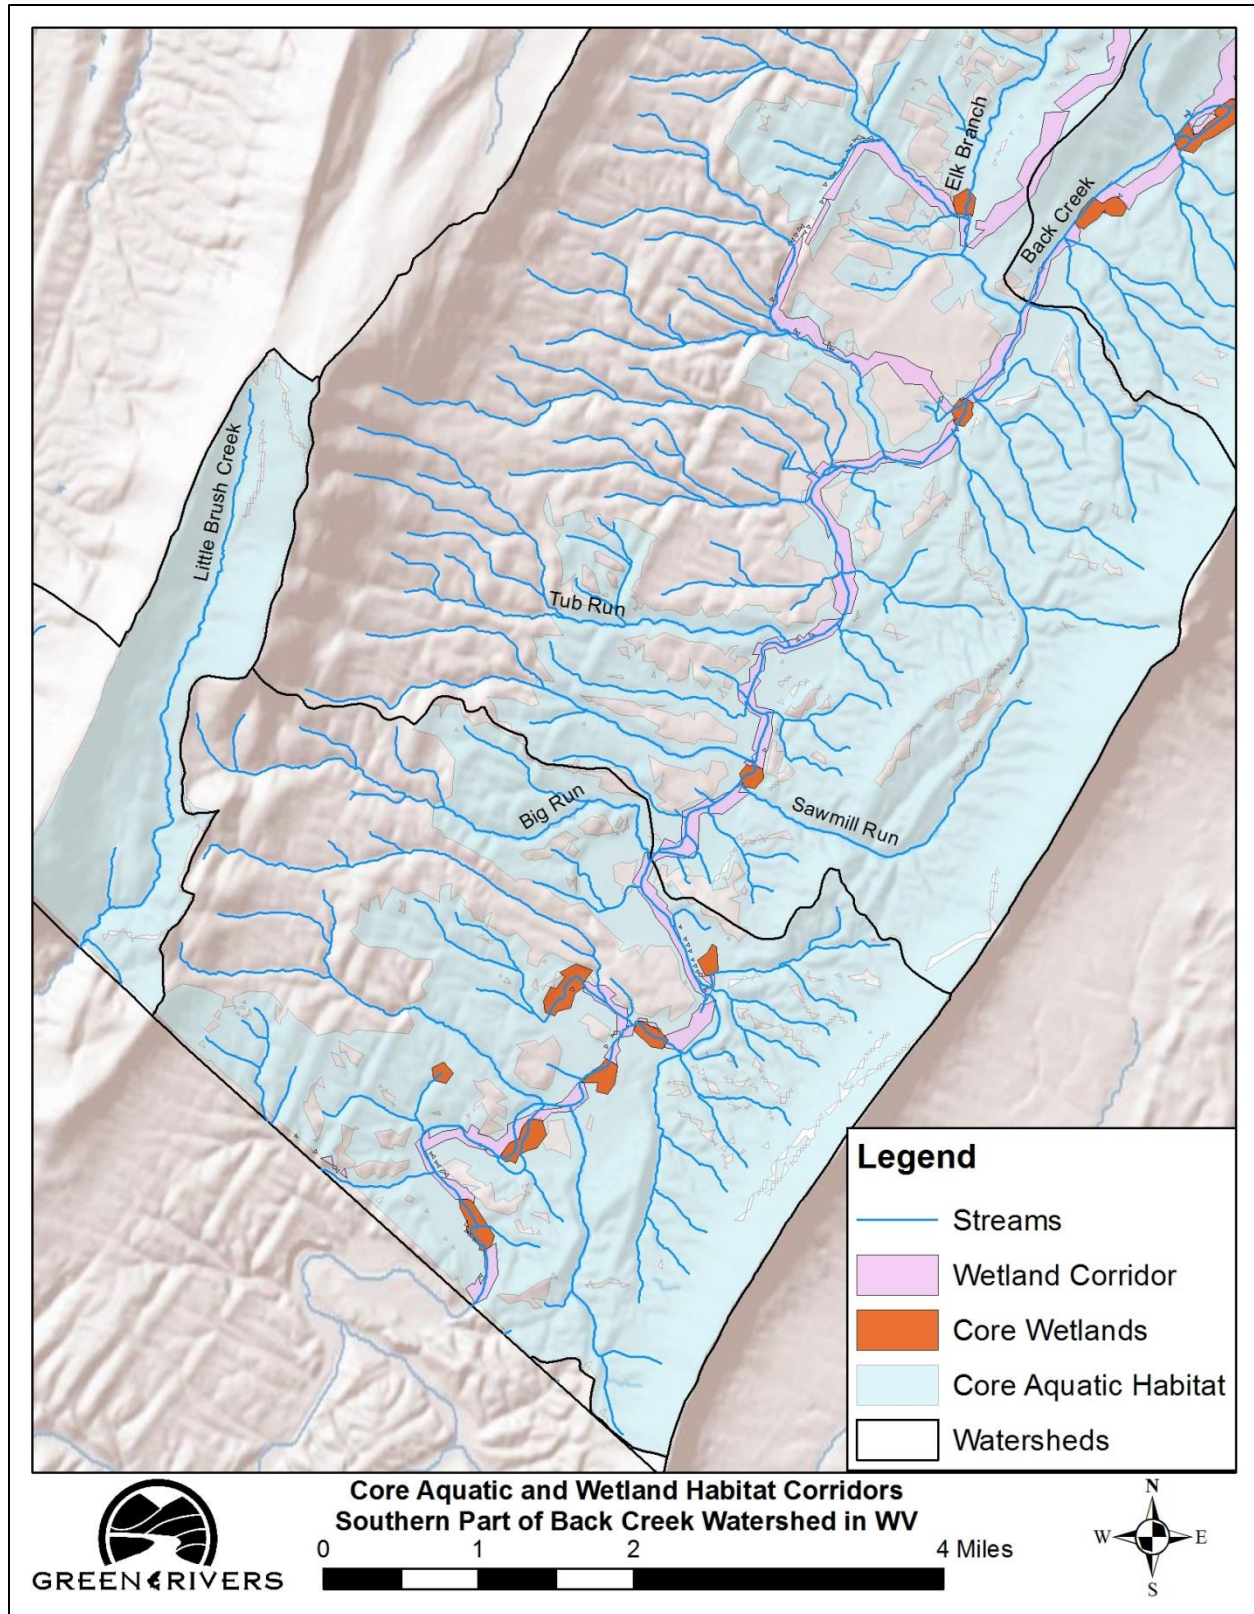 Elk Branch
Back Creek
Little Brush Creek
Tub Run
Big Run
Sawmill Run
Legend
Streams
Wetland Corridor
Core Wetlands
Core Aquatic Habitat
Watersheds
GREEN RIVERS
Core Aquatic and Wetland Habitat Corridors
Southern Part of Back Creek Watershed in WV
0 1 2 4 Miles
N
W E
S